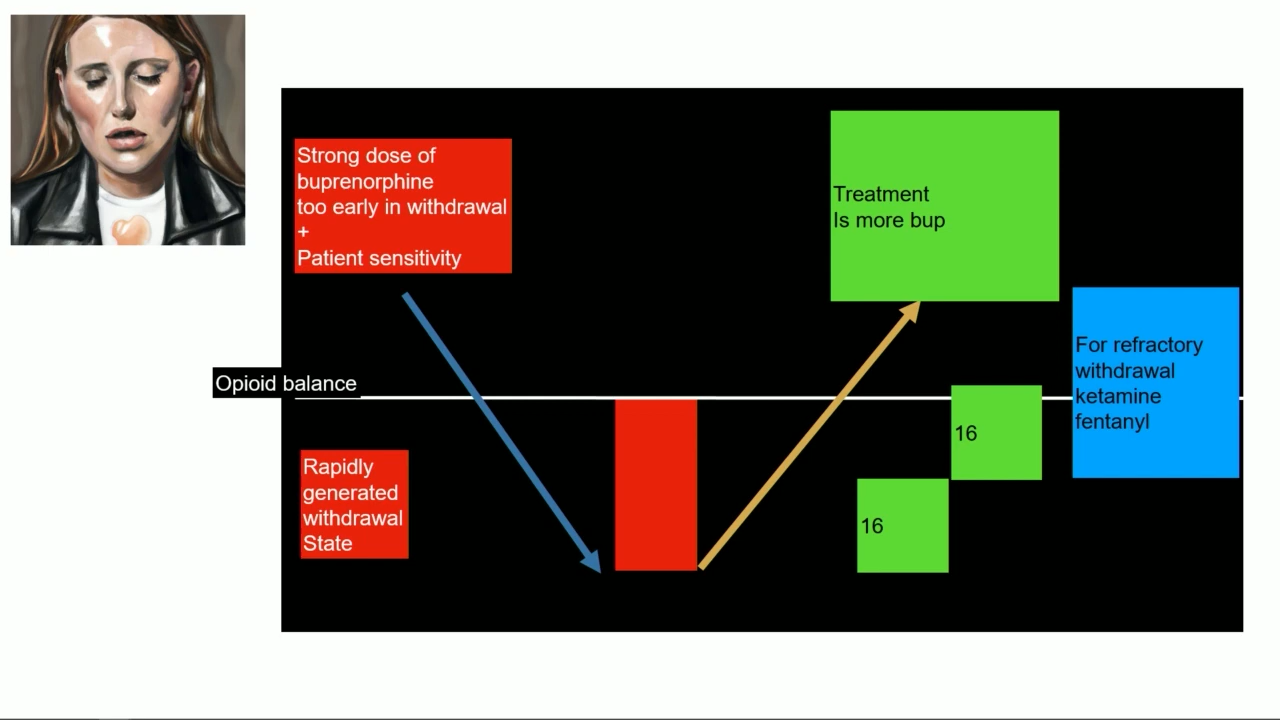 Strong dose of
buprenorphine
too early in withdrawal
+
Patient sensitivity
Treatment
Is more bup
Opioid balance
For refractory
withdrawal
ketamine
fentanyl
16
Rapidly
generated
withdrawal
State
16